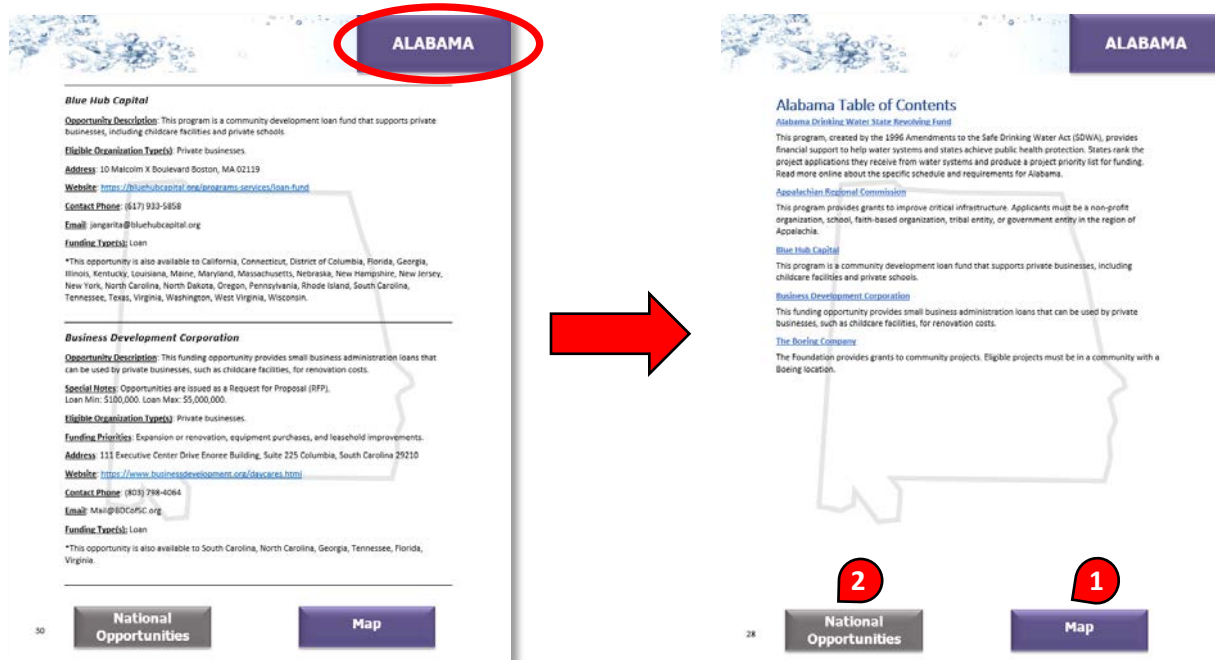 ALABAMA
Blue Hub Capital
Opportunity Description: This program is a community development loan fund that supports private
businesses, including childcare facilities and private schools.
Eligible Organization Type(s): Private businesses.
Address: 10 Malcolm X Boulevard Boston, MA 02119
Website: https://bluehubcapital.org/programs-services/loan-fund
Contact Phone: (617) 933-5858
Email: jangarita@bluehubcapital.org
Funding Type(s): Loan
*This opportunity is also available to California, Connecticut, District of Columbia, Florida, Georgia,
Illinois, Kentucky, Louisiana, Maine, Maryland, Massachusetts, Nebraska, New Hampshire, New Jersey,
New York, North Carolina, North Dakota, Oregon, Pennsylvania, Rhode Island, South Carolina,
Tennessee, Texas, Virginia, Washington, West Virginia, Wisconsin.
Business Development Corporation
Opportunity Description: This funding opportunity provides small business administration loans that
can be used by private businesses, such as childcare facilities, for renovation costs.
Special Notes: Opportunities are issued as a Request for Proposal (RFP).
Loan Min: $100,000. Loan Max: $5,000,000.
Eligible Organization Type(s): Private businesses.
Funding Priorities: Expansion or renovation, equipment purchases, and leasehold improvements.
Address: 111 Executive Center Drive Enoree Building, Suite 225 Columbia, South Carolina 29210
Website: https://www.businessdevelopment.org/daycares.html
Contact Phone: (803) 798-4064
Email: Mail@BDCofSC.org
Funding Type(s): Loan
*This opportunity is also available to South Carolina, North Carolina, Georgia, Tennessee, Florida,
Virginia.
30
National
Opportunities
Map
ALABAMA
Alabama Table of Contents
Alabama Drinking Water State Revolving Fund
This program, created by the 1996 Amendments to the Safe Drinking Water Act (SDWA), provides
financial support to help water systems and states achieve public health protection. States rank the
project applications they receive from water systems and produce a project priority list for funding.
Read more online about the specific schedule and requirements for Alabama.
Appalachian Regional Commission
This program provides grants to improve critical infrastructure. Applicants must be a non-profit
organization, school, faith-based organization, tribal entity, or government entity in the region of
Appalachia.
Blue Hub Capital
This program is a community development loan fund that supports private businesses, including
childcare facilities and private schools.
Business Development Corporation
This funding opportunity provides small business administration loans that can be used by private
businesses, such as childcare facilities, for renovation costs.
The Boeing Company
The Foundation provides grants to community projects. Eligible projects must be in a community with a
Boeing location.
2
1
28
National
Opportunities
Map